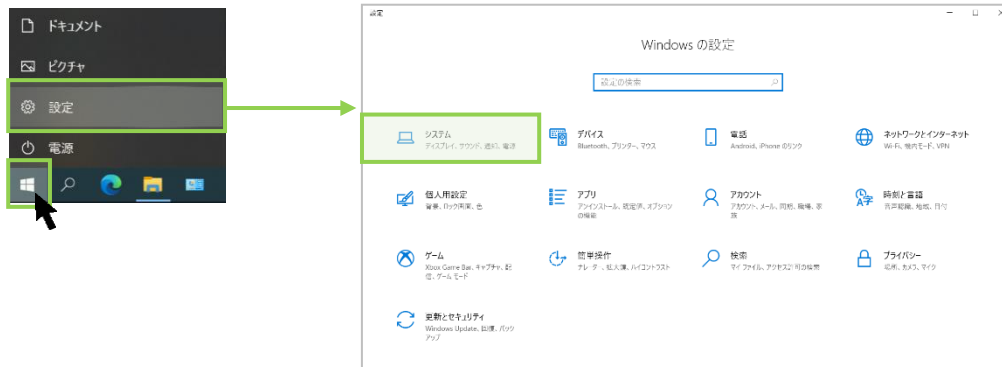 ドキュメント
ピクチャ
設定
電源
設定
Windows の設定
設定の検索
システム
ディスプレイ、サウンド、通知、電源
デバイス
Bluetooth、プリンター、マウス
電話
Android、iPhone のリンク
ネットワークとインターネット
Wi-Fi、機内モード、VPN
個人用設定
背景、ロック画面、色
アプリ
アンインストール、既定値、オプション
の機能
アカウント
アカウント、メール、同期、職場、家
族
時刻と言語
音声認識、地域、日付
ゲーム
Xbox Game Bar、キャプチャ、配
信、ゲーム モード
簡単操作
ナレーター、拡大鏡、ハイコントラスト
検索
マイ ファイル、アクセス許可の検索
プライバシー
場所、カメラ、マイク
更新とセキュリティ
Windows Update、回復、バック
アップ